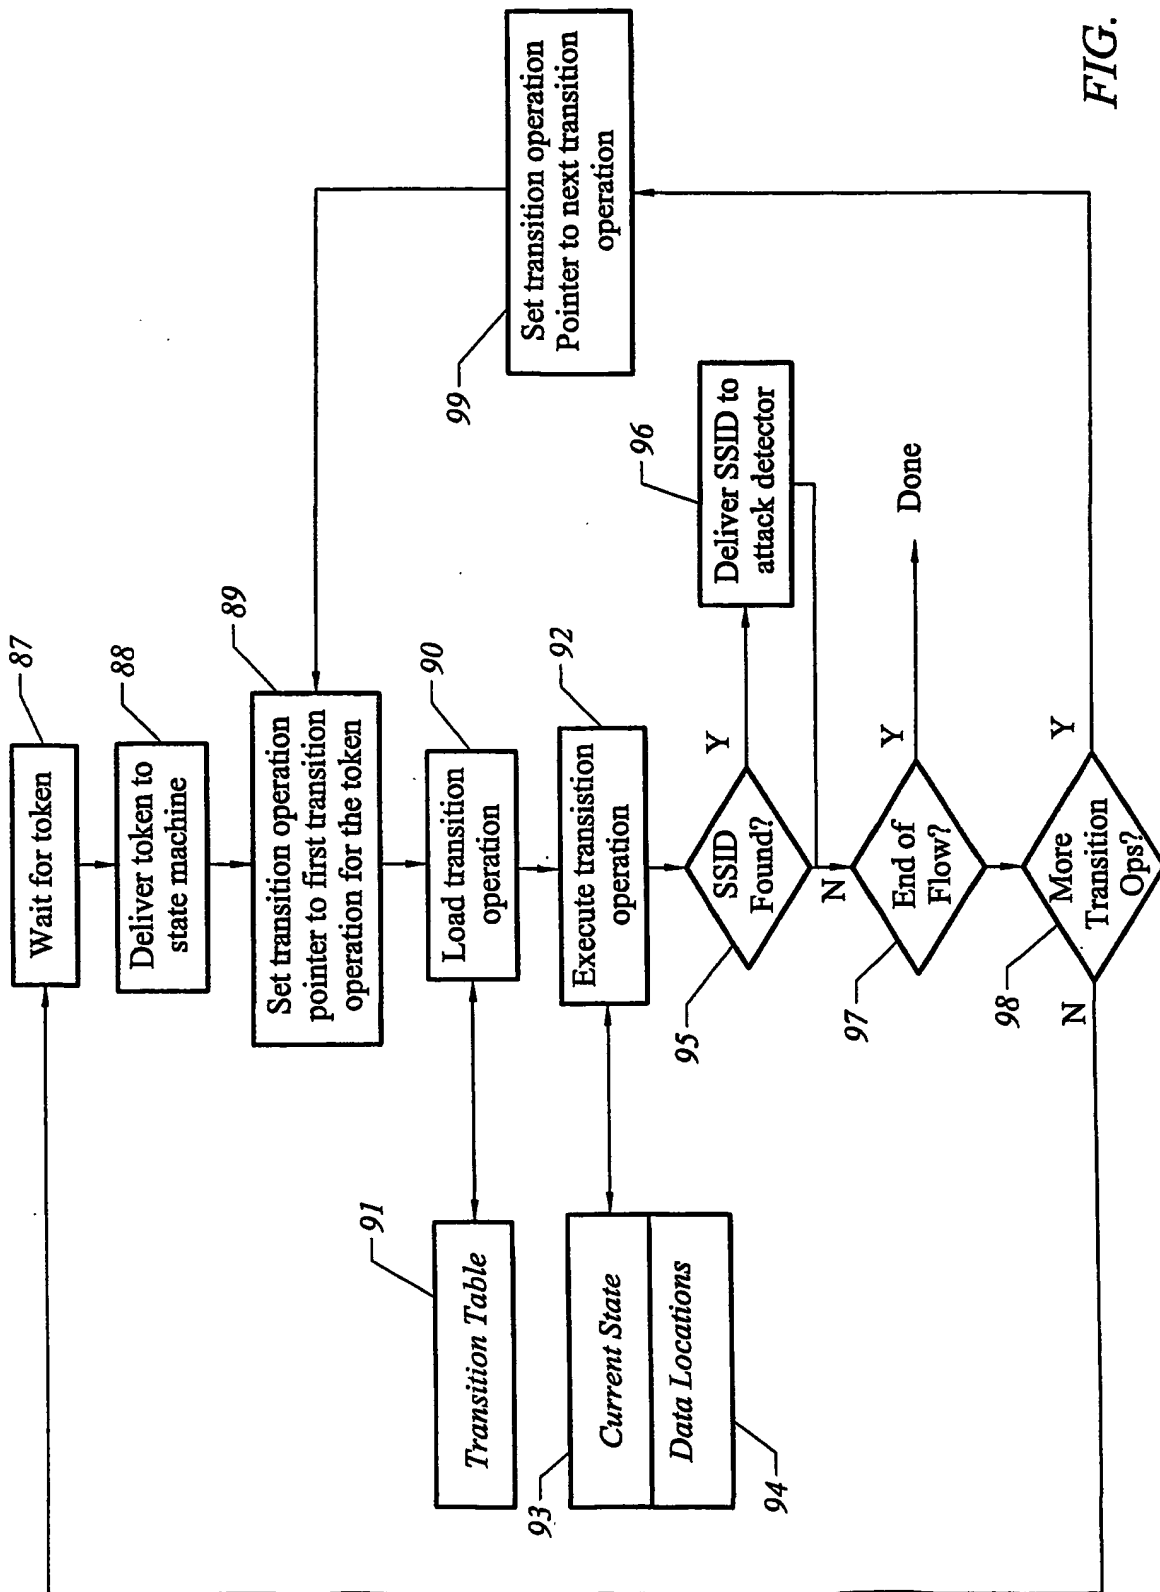 87
Wait for token
88
Deliver token to
state machine
89
Set transition operation
pointer to first transition
operation for the token
90
Load transition
operation
91
Transition Table
92
Execute transistion
operation
93
Current State
Data Locations
94
95
SSID
Found?
Y
N
96
Deliver SSID to
attack detector
97
End of
Flow?
Y
Done
98
More
Transition
Ops?
Y
N
99
Set transition operation
Pointer to next transition
operation
FIG.